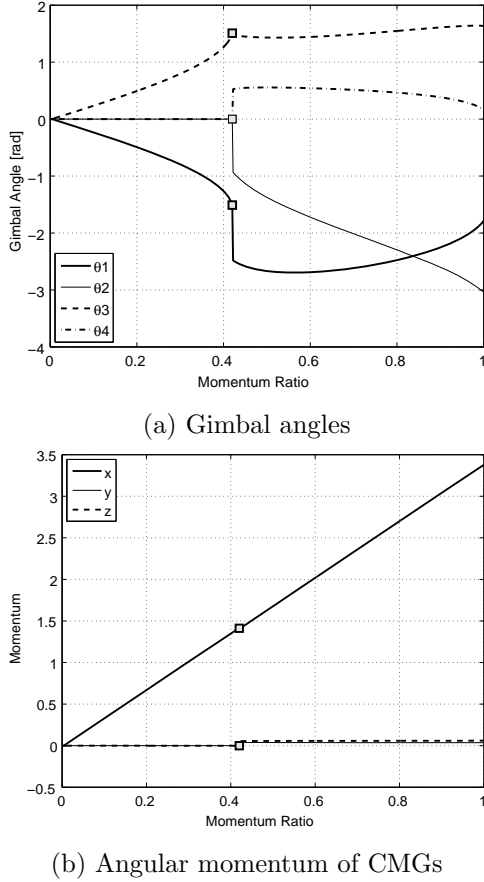 2
1
0
−1
−2
−3
−4
Gimbal Angle [rad]
θ1
θ2
θ3
θ4
0 0.2 0.4 0.6 0.8 1
Momentum Ratio
(a) Gimbal angles
3.5
3
2.5
2
1.5
1
0.5
0
−0.5
Momentum
x
y
z
0 0.2 0.4 0.6 0.8 1
Momentum Ratio
(b) Angular momentum of CMGs